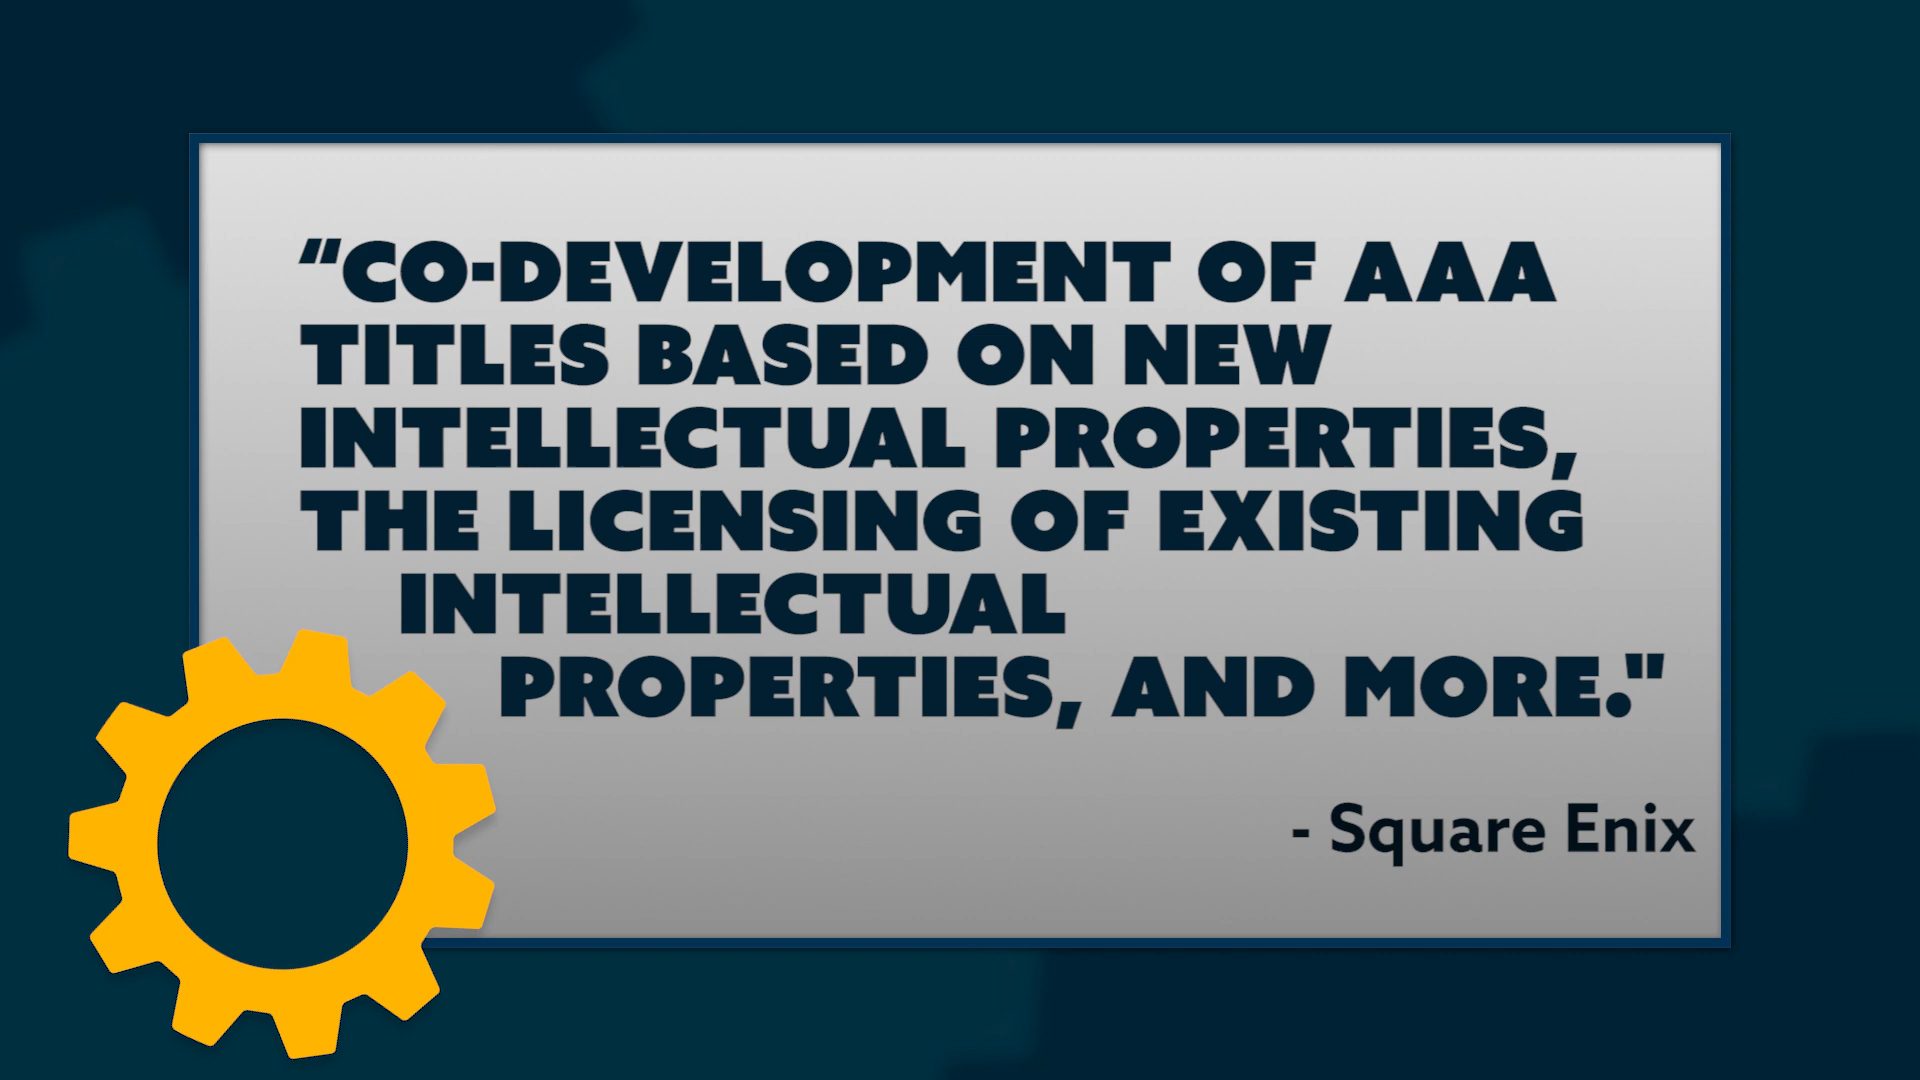 “CO-DEVELOPMENT OF AAA
TITLES BASED ON NEW
INTELLECTUAL PROPERTIES,
THE LICENSING OF EXISTING
INTELLECTUAL
PROPERTIES, AND MORE."
- Square Enix